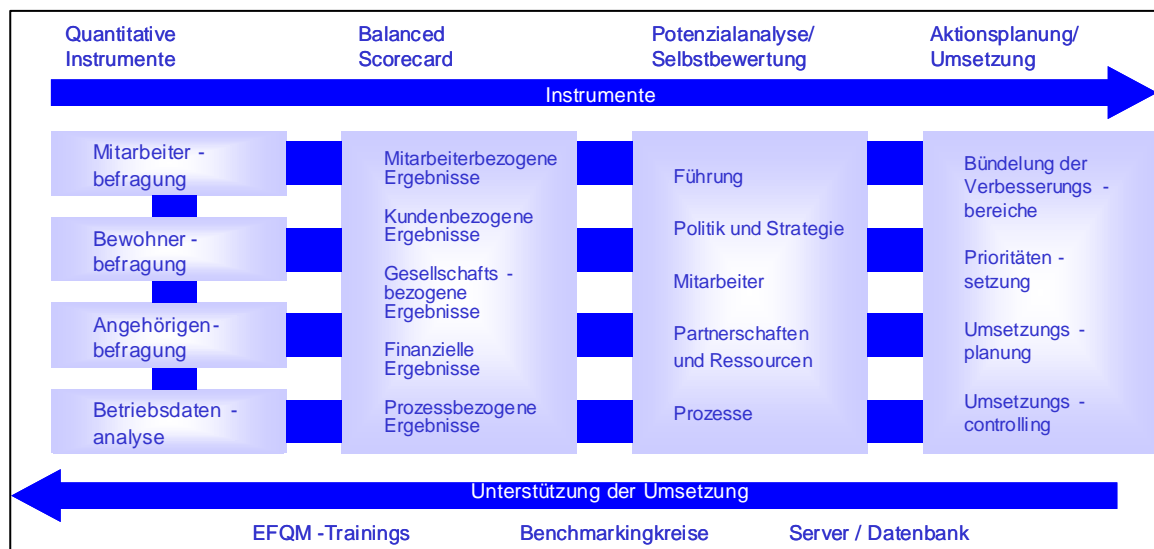 Quantitative
Instrumente
Balanced
Scorecard
Potenzialanalyse/
Selbstbewertung
Aktionsplanung/
Umsetzung
Instrumente
Mitarbeiter -
befragung
Bewohner -
befragung
Angehörigen-
befragung
Betriebsdaten -
analyse
Mitarbeiterbezogene
Ergebnisse
Kundenbezogene
Ergebnisse
Gesellschafts -
bezogene
Ergebnisse
Finanzielle
Ergebnisse
Prozessbezogene
Ergebnisse
Führung
Politik und Strategie
Mitarbeiter
Partnerschaften
und Ressourcen
Prozesse
Bündelung der
Verbesserungs -
bereiche
Prioritäten -
setzung
Umsetzungs -
planung
Umsetzungs -
controlling
Unterstützung der Umsetzung
EFQM -Trainings
Benchmarkingkreise
Server / Datenbank